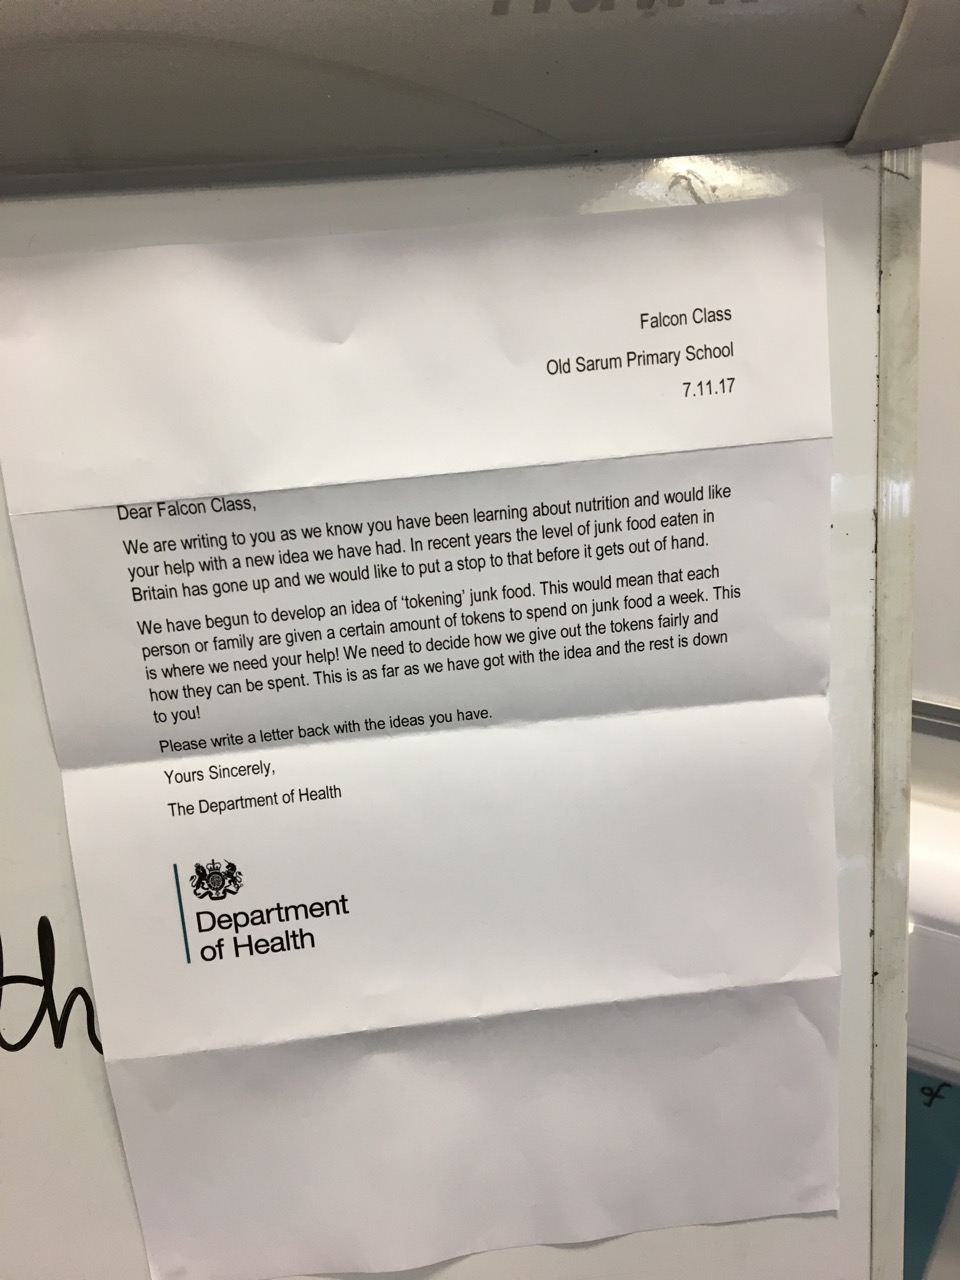 Falcon Class
Old Sarum Primary School
7.11.17
Dear Falcon Class,
We are writing to you as we know you have been learning about nutrition and would like
your help with a new idea we have had. In recent years the level of junk food eaten in
Britain has gone up and we would like to put a stop to that before it gets out of hand.
We have begun to develop an idea of ‘tokening’ junk food. This would mean that each
person or family are given a certain amount of tokens to spend on junk food a week. This
is where we need your help! We need to decide how we give out the tokens fairly and
how they can be spent. This is as far as we have got with the idea and the rest is down
to you!
Please write a letter back with the ideas you have.
Yours Sincerely,
The Department of Health
Department
of Health
th